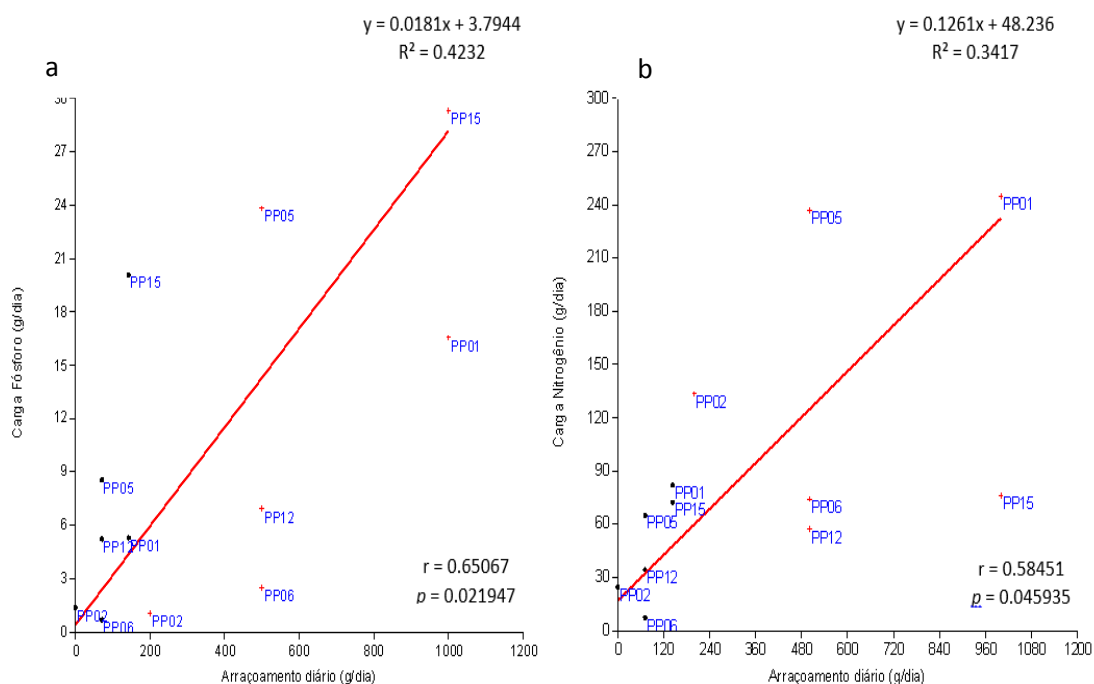 y = 0.0181x + 3.7944
R² = 0.4232
a
30
27
24
21
18
15
12
9
6
3
0
Carga Fósforo (g/dia)
PP15
PP05
PP15
PP01
PP05
PP12
PP12
PP01
PP06
PP02
PP06
PP02
r = 0.65067
p = 0.021947
0 200 400 600 800 1000 1200
Arraçoamento diário (g/dia)
y = 0.1261x + 48.236
R² = 0.3417
b
300
270
240
210
180
150
120
90
60
30
0
Carga Nitrogênio (g/dia)
PP01
PP05
PP02
PP01
PP15
PP05
PP06
PP15
PP12
PP12
PP02
PP06
r = 0.58451
p = 0.045935
0 120 240 360 480 600 720 840 960 1080 1200
Arraçoamento diário (g/dia)